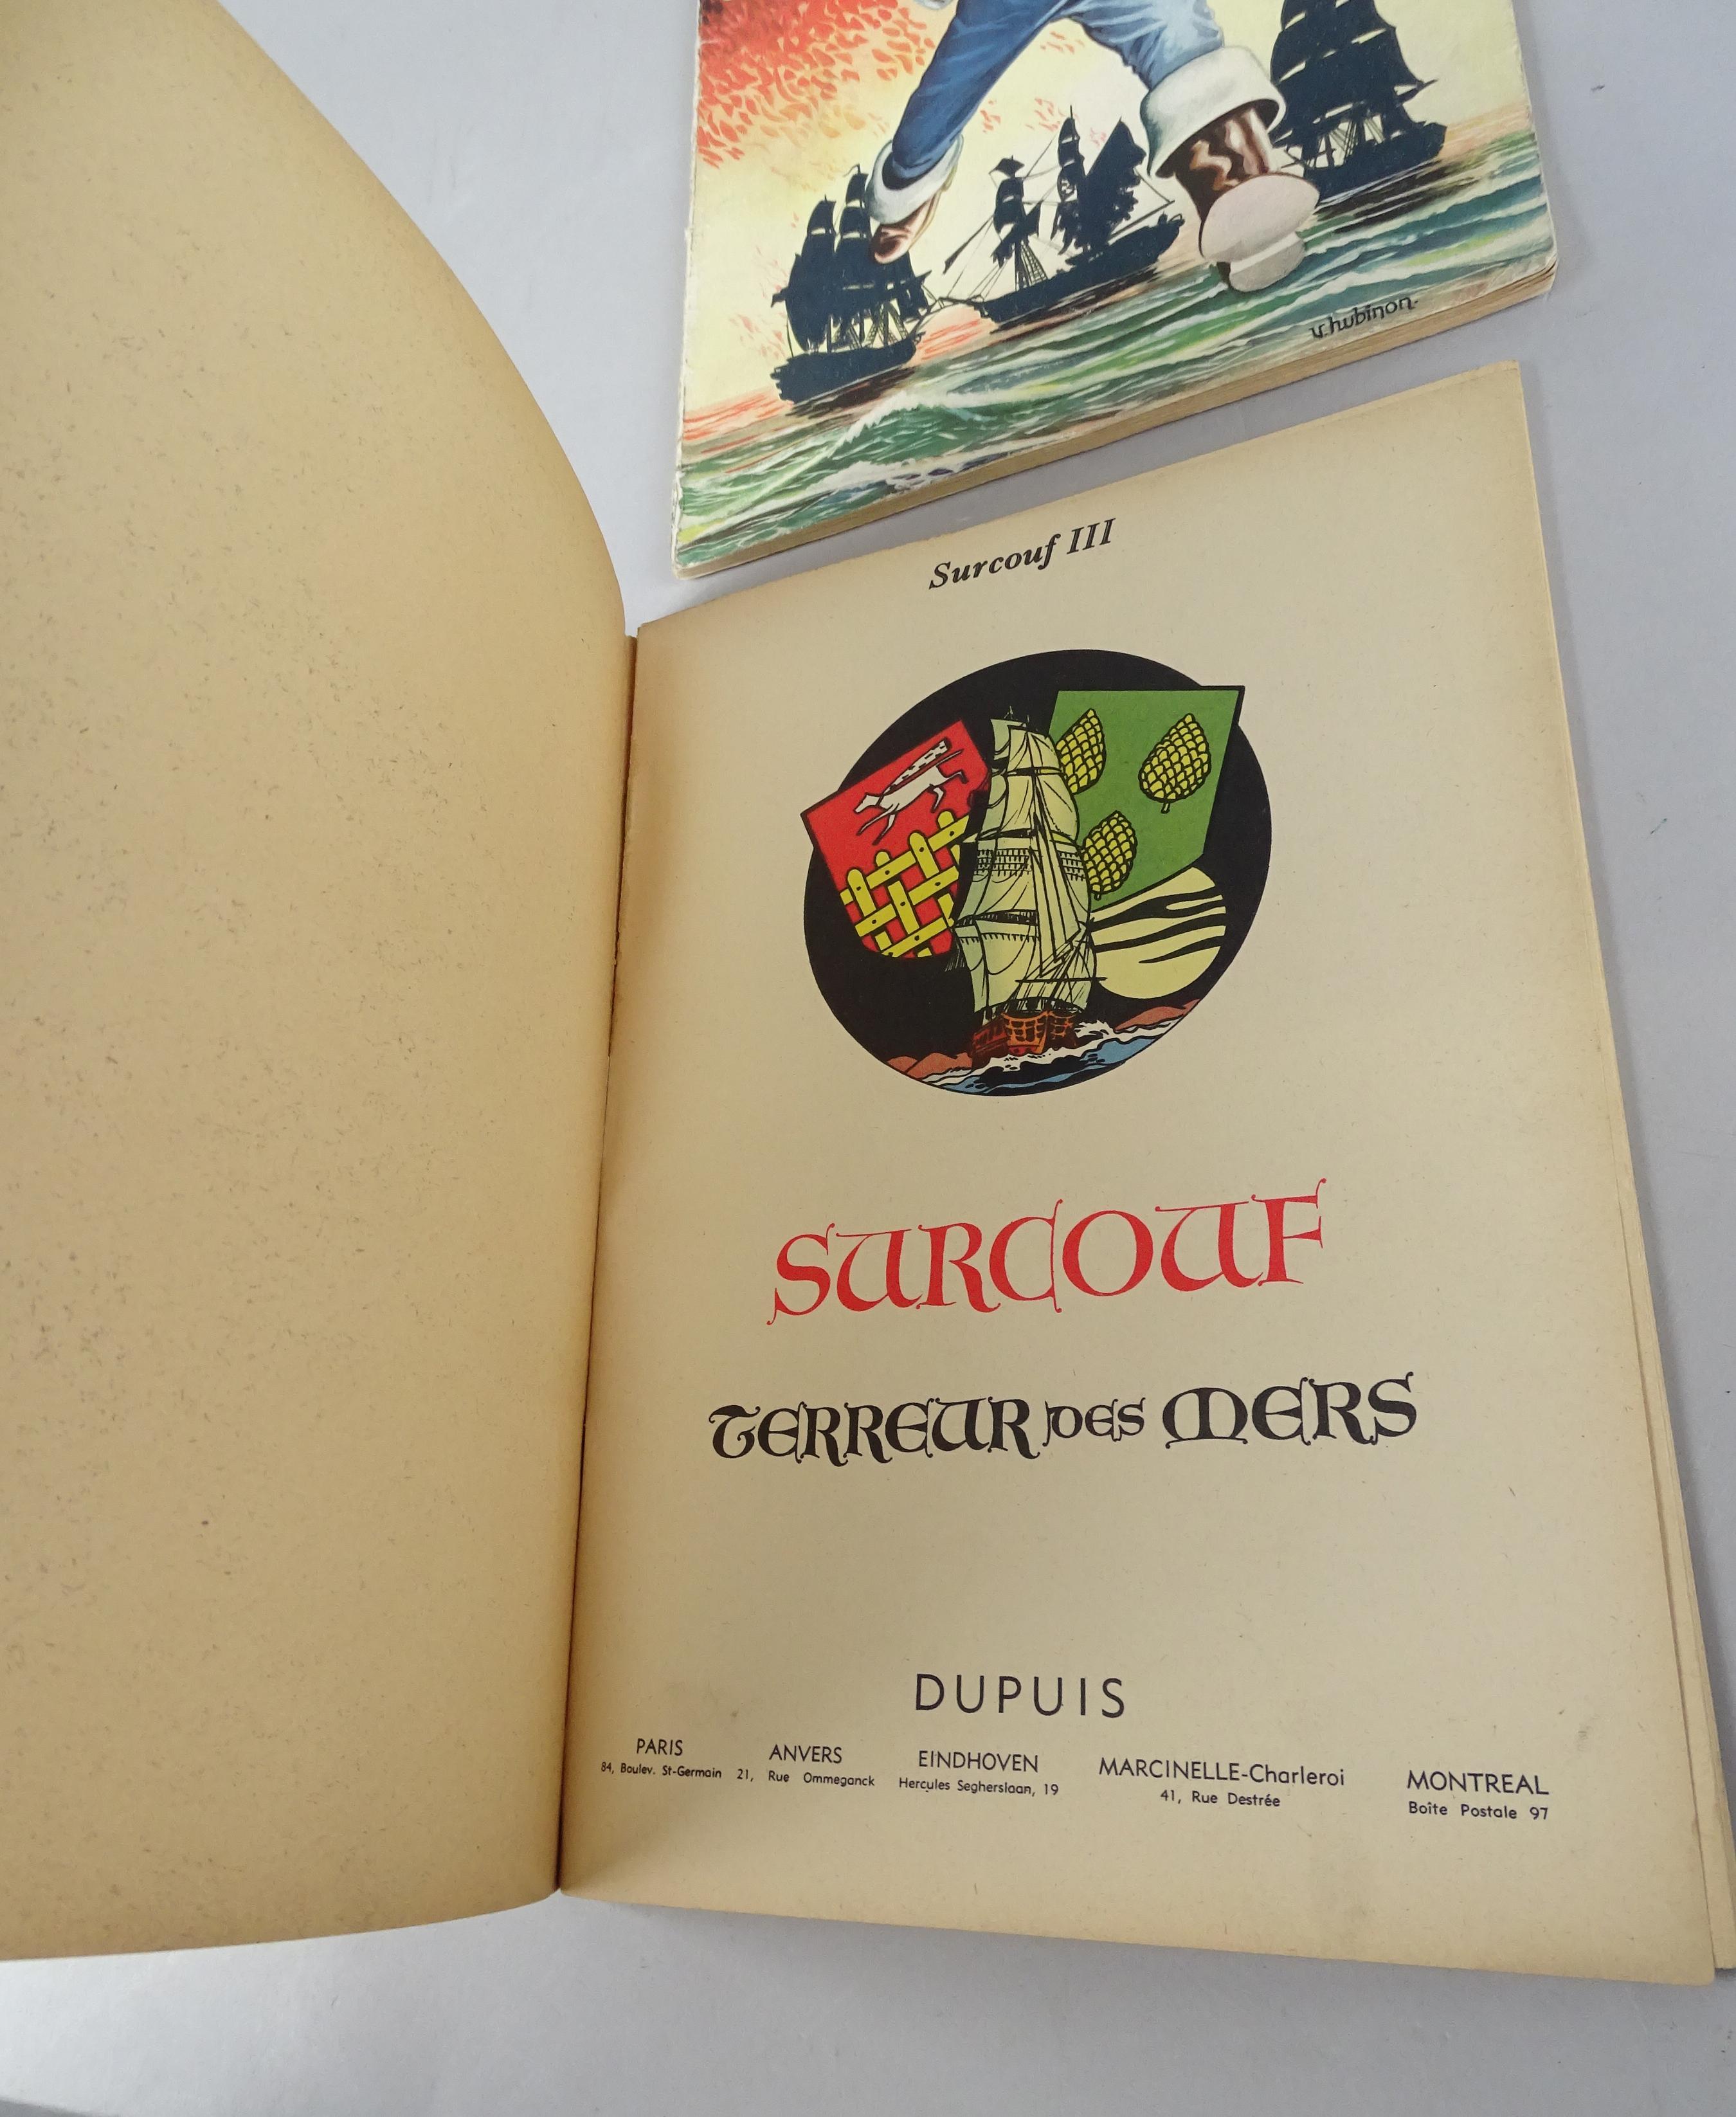 v. hubinon.
Surcouf III
SURCOUF
TERREUR DES MERS
DUPUIS
PARIS
84, Boulev. St-Germain
ANVERS
21, Rue Ommeganck
EINDHOVEN
Hercules Segherslaan, 19
MARCINELLE-Charleroi
41, Rue Destrée
MONTREAL
Boîte Postale 97